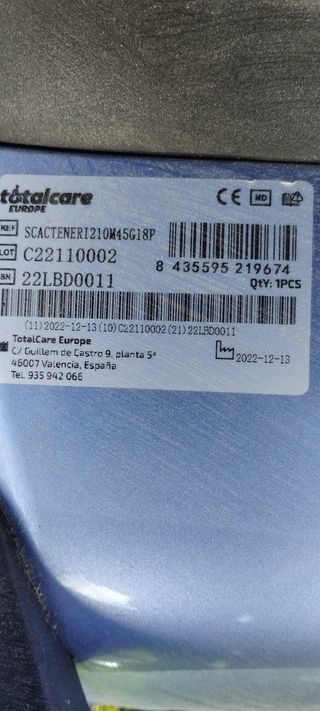 totalcare
EUROPE
CE MD
REF SCACTENERI210M45G18P
LOT C22110002
SN 22LBD0011
8 435595 219674
QtY: 1PCS
(11)2022-12-13(10)C22110002(21)22LBD0011
TotalCare Europe
C/ Guillem de Castro 9, planta 5ª
46007 Valencia, España
Tel. 935 942 066
2022-12-13